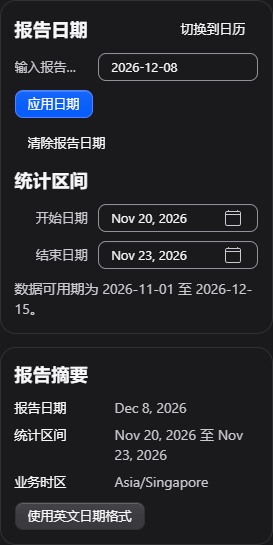 报告日期
切换到日历
输入报告...
2026-12-08
应用日期
清除报告日期
统计区间
开始日期
Nov 20, 2026
结束日期
Nov 23, 2026
数据可用期为 2026-11-01 至 2026-12-
15。
报告摘要
报告日期
Dec 8, 2026
统计区间
Nov 20, 2026 至 Nov
23, 2026
业务时区
Asia/Singapore
使用英文日期格式